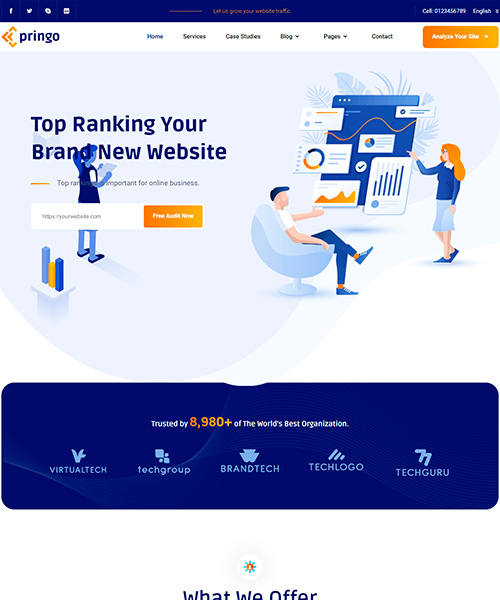 Let us grow your website traffic.
Cell: 0123456789 English
pringo
Home Services Case Studies Blog Pages Contact
Analyze Your Site →
Top Ranking Your
Brand New Website
Top ranking is important for online business.
https://yourwebsite.com
Free Audit Now
Trusted by 8,980+ of The World's Best Organization.
VIRTUALTECH
techgroup
BRANDTECH
TECHLOGO
TECHGURU
What We Offer